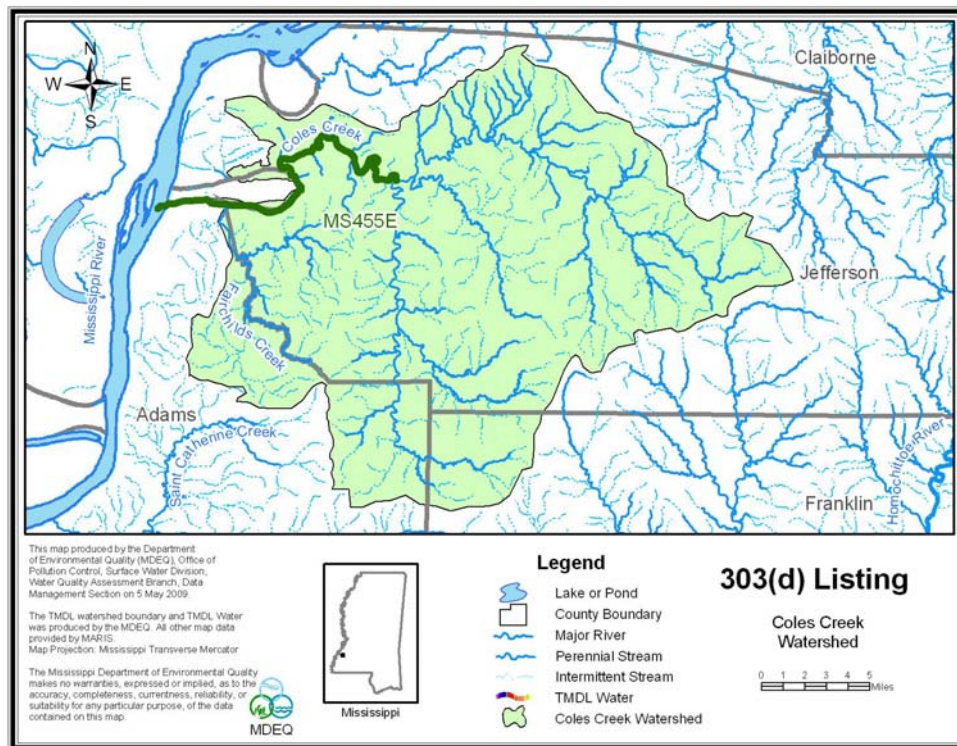 N
W E
S
Claiborne
Coles Creek
MS455E
Jefferson
Mississippi River
Fairchilds Creek
Adams
Saint Catherine Creek
Homochitto River
Franklin
This map produced by the Department
of Environmental Quality (MDEQ), Office of
Pollution Control, Surface Water Division,
Water Quality Assessment Branch, Data
Management Section on 5 May 2009.
The TMDL watershed boundary and TMDL Water
was produced by the MDEQ. All other map data
provided by MARIS.
Map Projection: Mississippi Transverse Mercator
The Mississippi Department of Environmental Quality
makes no warranties, expressed or implied, as to the
accuracy, completeness, currentness, reliability, or
suitability for any particular purpose, of the data
contained on this map.
MDEQ
Mississippi
Legend
Lake or Pond
County Boundary
Major River
Perennial Stream
Intermittent Stream
TMDL Water
Coles Creek Watershed
303(d) Listing
Coles Creek
Watershed
0 1 2 3 4 5
Miles